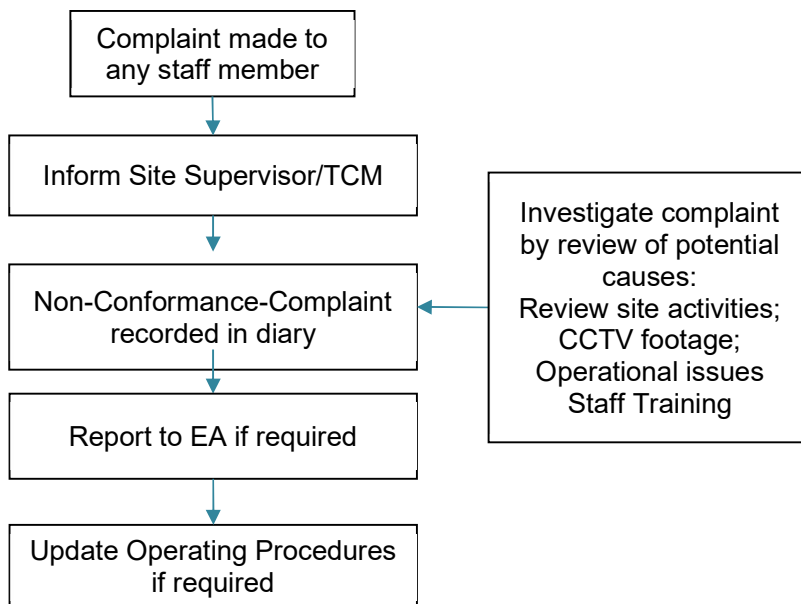 Complaint made to
any staff member
Inform Site Supervisor/TCM
Non-Conformance-Complaint
recorded in diary
Report to EA if required
Update Operating Procedures
if required
Investigate complaint
by review of potential
causes:
Review site activities;
CCTV footage;
Operational issues
Staff Training